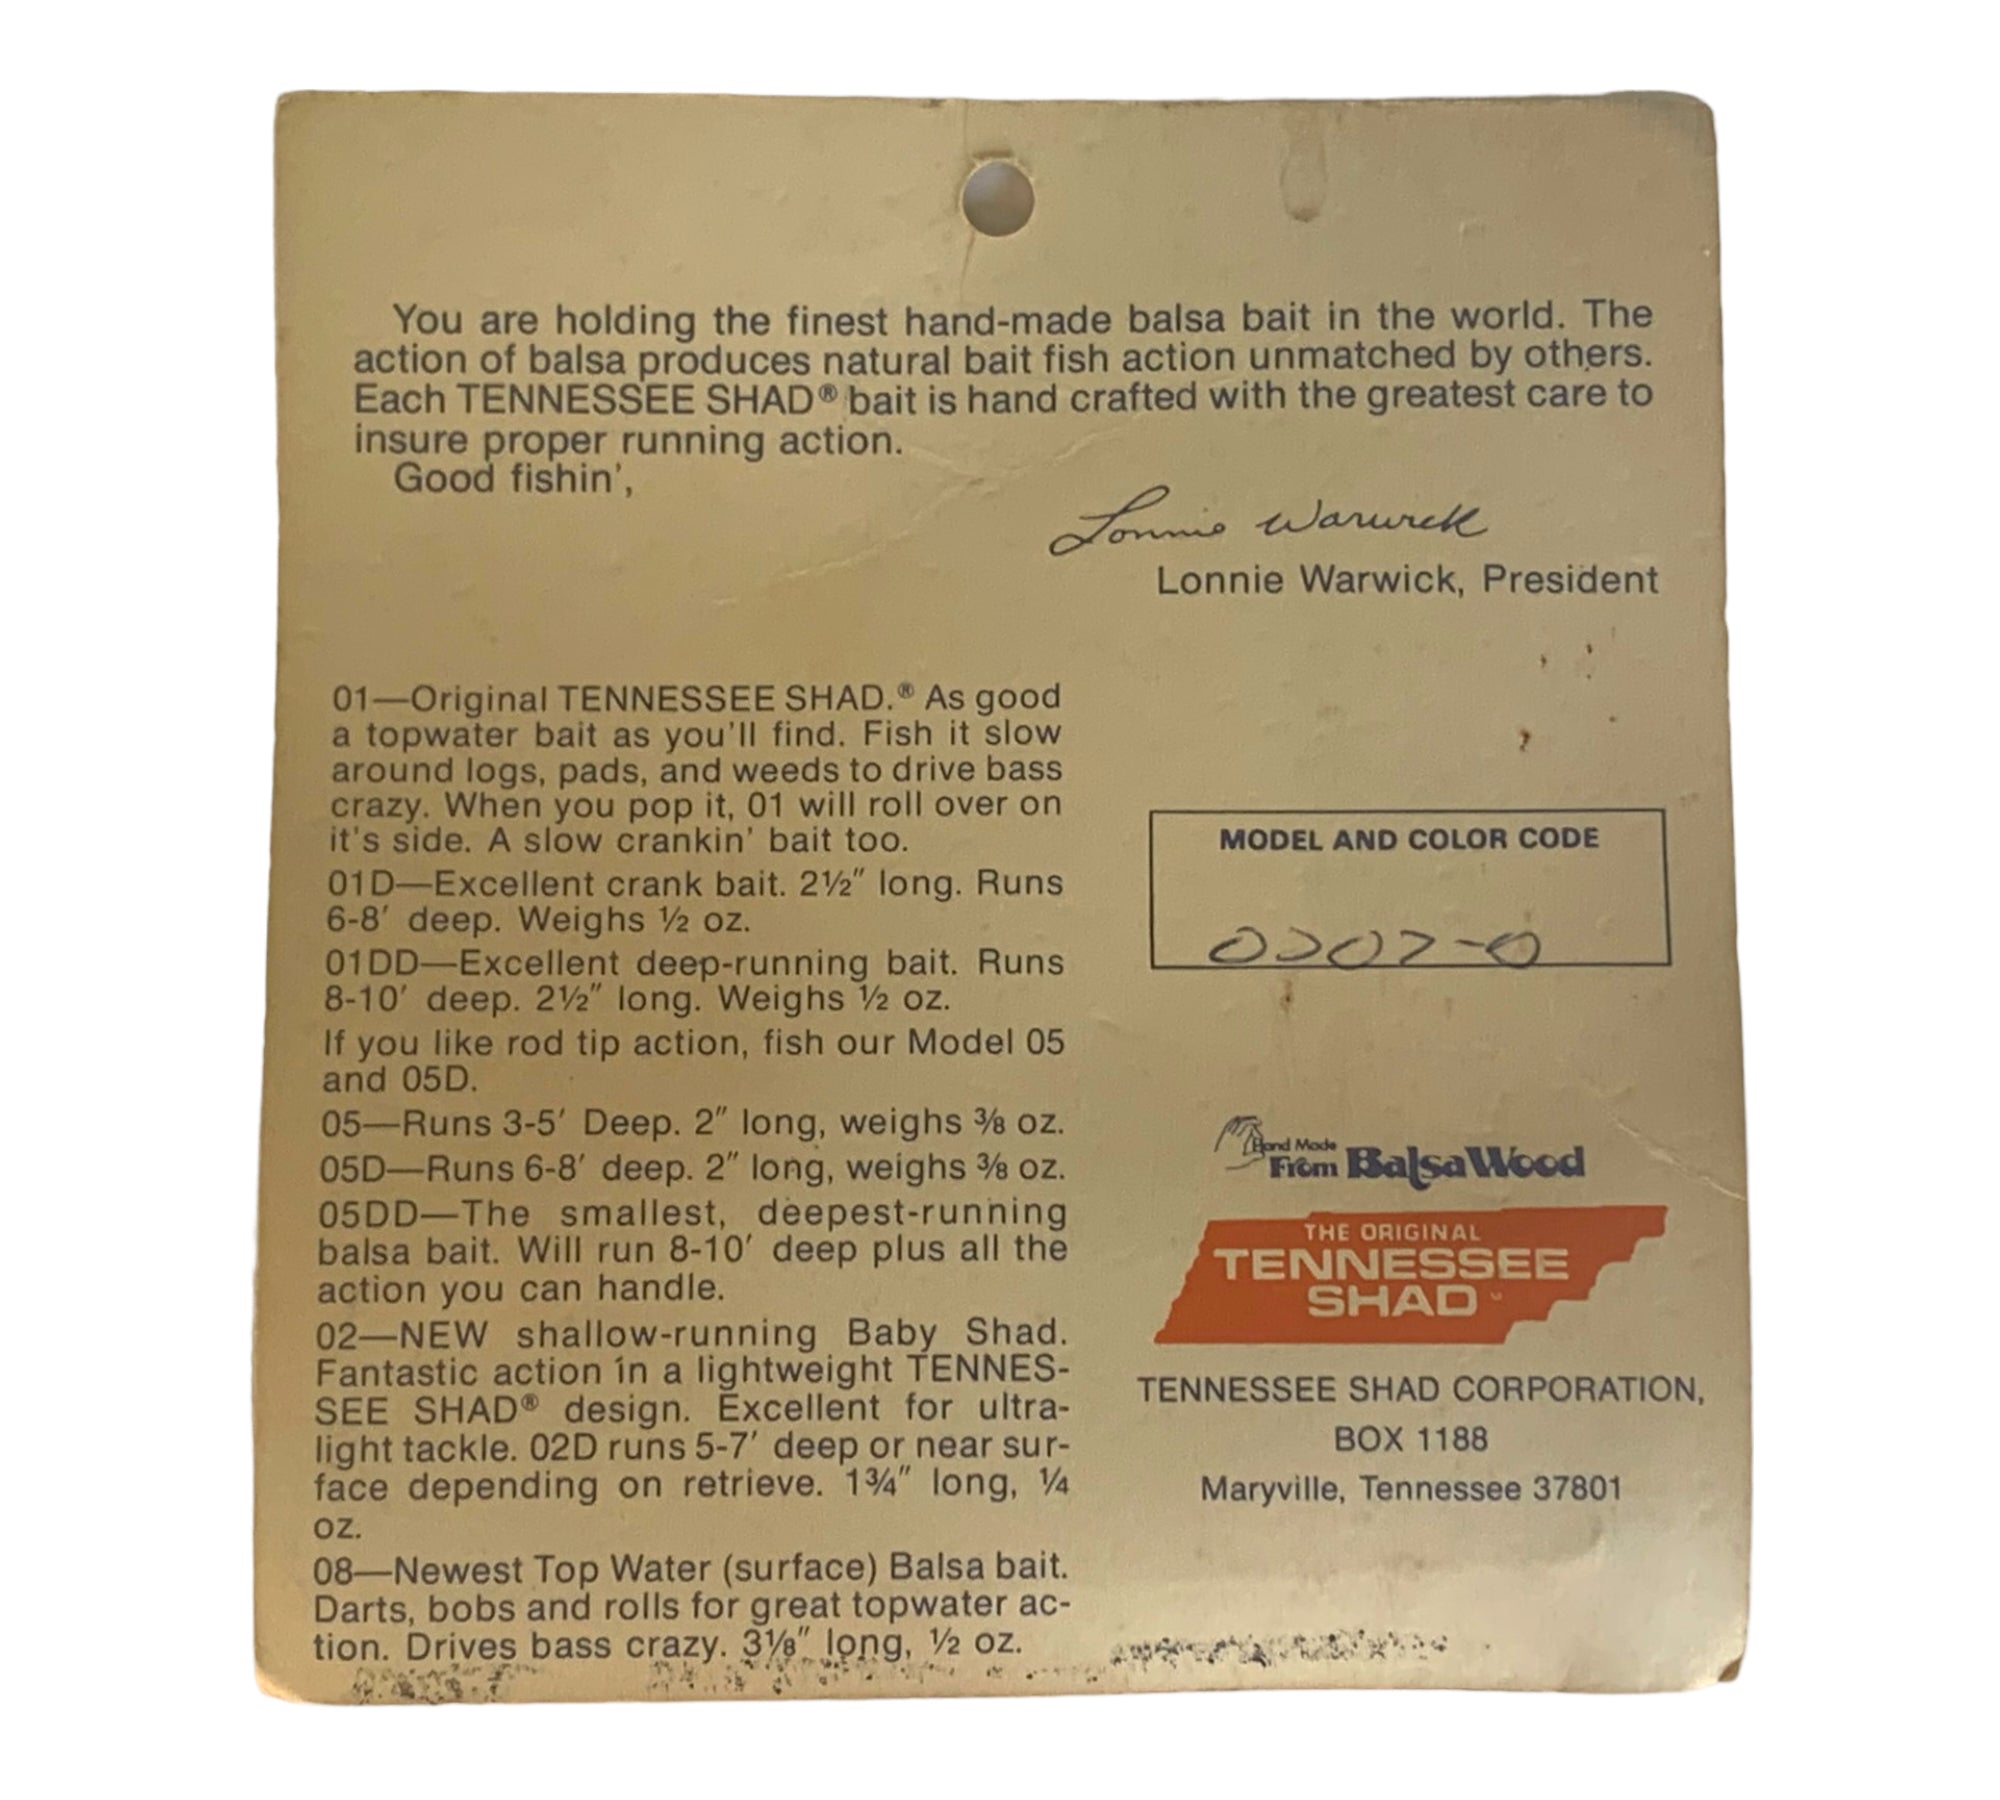 You are holding the finest hand-made balsa bait in the world. The
action of balsa produces natural bait fish action unmatched by others.
Each TENNESSEE SHAD® bait is hand crafted with the greatest care to
insure proper running action.
Good fishin',
Lonnie Warwick
Lonnie Warwick, President
01—Original TENNESSEE SHAD.® As good
a topwater bait as you'll find. Fish it slow
around logs, pads, and weeds to drive bass
crazy. When you pop it, 01 will roll over on
it's side. A slow crankin' bait too.
01D—Excellent crank bait. 2½" long. Runs
6-8' deep. Weighs ½ oz.
01DD—Excellent deep-running bait. Runs
8-10' deep. 2½" long. Weighs ½ oz.
If you like rod tip action, fish our Model 05
and 05D.
05—Runs 3-5' Deep. 2" long, weighs ⅜ oz.
05D—Runs 6-8' deep. 2" long, weighs ⅜ oz.
05DD—The smallest, deepest-running
balsa bait. Will run 8-10' deep plus all the
action you can handle.
02—NEW shallow-running Baby Shad.
Fantastic action in a lightweight TENNES-
SEE SHAD® design. Excellent for ultra-
light tackle. 02D runs 5-7' deep or near sur-
face depending on retrieve. 1¾" long, ¼
oz.
08—Newest Top Water (surface) Balsa bait.
Darts, bobs and rolls for great topwater ac-
tion. Drives bass crazy. 3⅛" long, ½ oz.
MODEL AND COLOR CODE
Hand Made
From Balsa Wood
THE ORIGINAL
TENNESSEE
SHAD
TENNESSEE SHAD CORPORATION,
BOX 1188
Maryville, Tennessee 37801